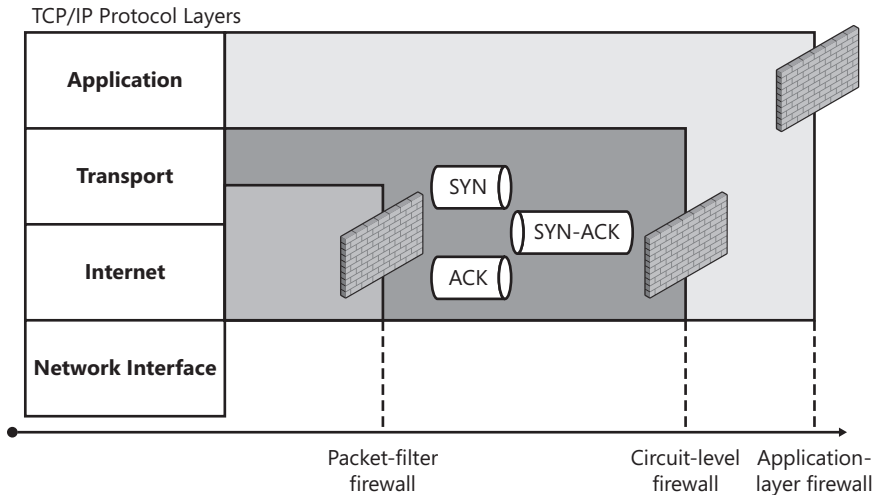 TCP/IP Protocol Layers
Application
Transport
Internet
Network Interface
SYN
SYN-ACK
ACK
Packet-filter
firewall
Circuit-level
firewall
Application-
layer firewall